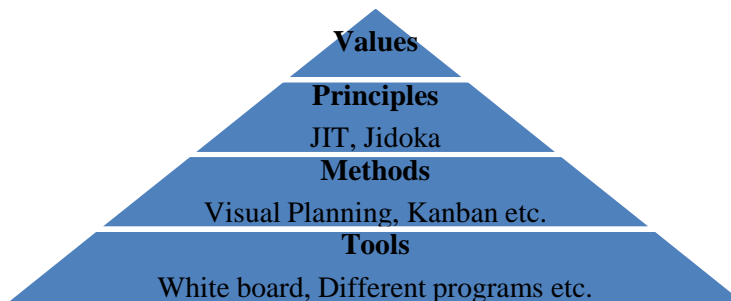 Values
Principles
JIT, Jidoka
Methods
Visual Planning, Kanban etc.
Tools
White board, Different programs etc.